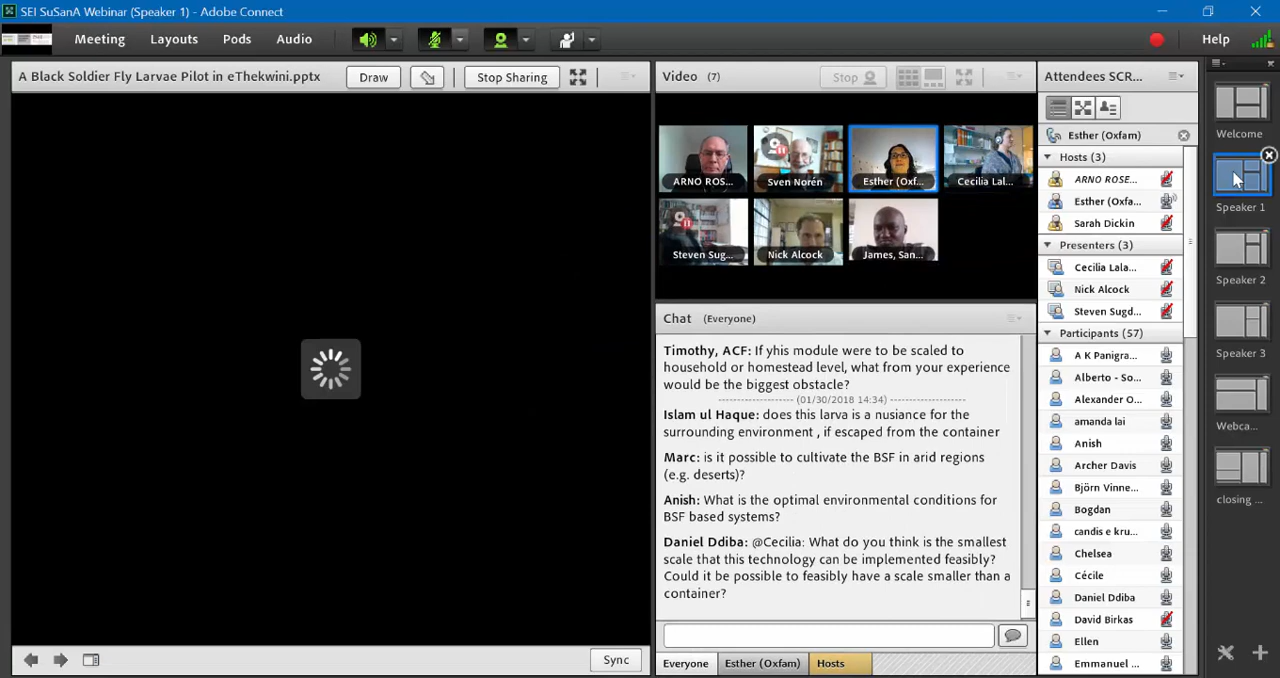 SEI SuSanA Webinar (Speaker 1) - Adobe Connect
Meeting Layouts Pods Audio Help
A Black Soldier Fly Larvae Pilot in eThekwini.pptx Draw Stop Sharing
Video (7) Stop
Attendees SCR...
Esther (Oxfam)
ARNO ROS... Sven Norén Esther (Oxf... Cecilia Lal...
Steven Sug... Nick Alcock James, San...
Chat (Everyone)
Timothy, ACF: If yhis module were to be scaled to
household or homestead level, what from your experience
would be the biggest obstacle?
(01/30/2018 14:34)
Islam ul Haque: does this larva is a nusiance for the
surrounding environment , if escaped from the container
Marc: is it possible to cultivate the BSF in arid regions
(e.g. deserts)?
Anish: What is the optimal environmental conditions for
BSF based systems?
Daniel Ddiba: @Cecilia: What do you think is the smallest
scale that this technology can be implemented feasibly?
Could it be possible to feasibly have a scale smaller than a
container?
Everyone Esther (Oxfam) Hosts
Sync
Hosts (3)
ARNO ROSE...
Esther (Oxfa...
Sarah Dickin
Presenters (3)
Cecilia Lala...
Nick Alcock
Steven Sugd...
Participants (57)
A K Panigra...
Alberto - So...
Alexander O...
amanda lai
Anish
Archer Davis
Björn Vinne...
Bogdan
candis e kru...
Chelsea
Cécile
Daniel Ddiba
David Birkas
Ellen
Emmanuel ...
Welcome
Speaker 1
Speaker 2
Speaker 3
Webca...
closing ...